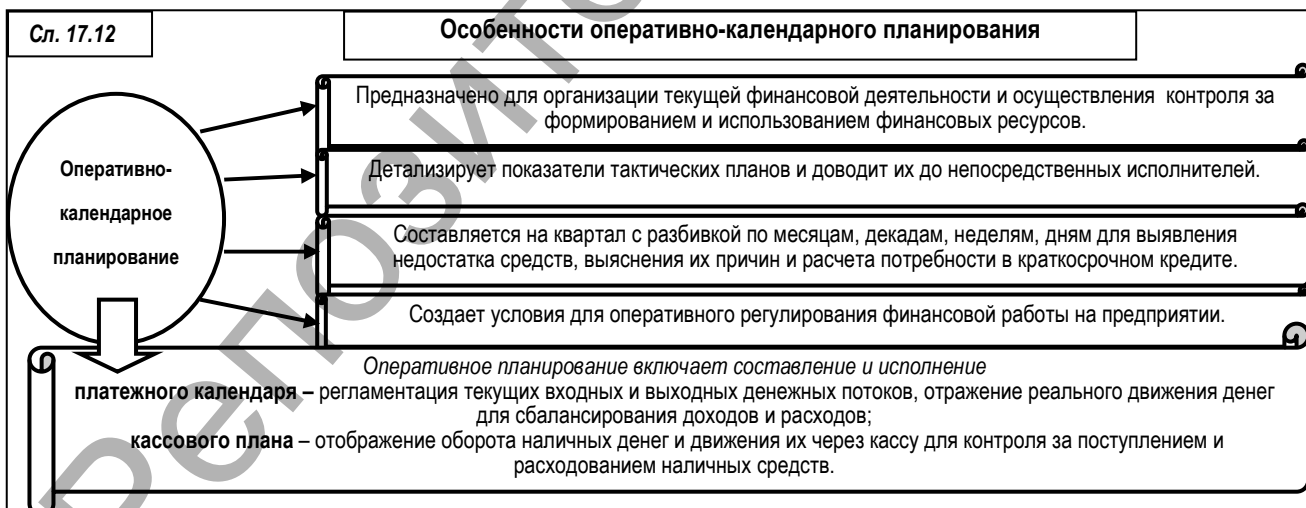 Сл. 17.12
Особенности оперативно-календарного планирования
Оперативно-
календарное
планирование
Предназначено для организации текущей финансовой деятельности и осуществления контроля за
формированием и использованием финансовых ресурсов.
Детализирует показатели тактических планов и доводит их до непосредственных исполнителей.
Составляется на квартал с разбивкой по месяцам, декадам, неделям, дням для выявления
недостатка средств, выяснения их причин и расчета потребности в краткосрочном кредите.
Создает условия для оперативного регулирования финансовой работы на предприятии.
Оперативное планирование включает составление и исполнение
платежного календаря – регламентация текущих входных и выходных денежных потоков, отражение реального движения денег
для сбалансирования доходов и расходов;
кассового плана – отображение оборота наличных денег и движения их через кассу для контроля за поступлением и
расходованием наличных средств.